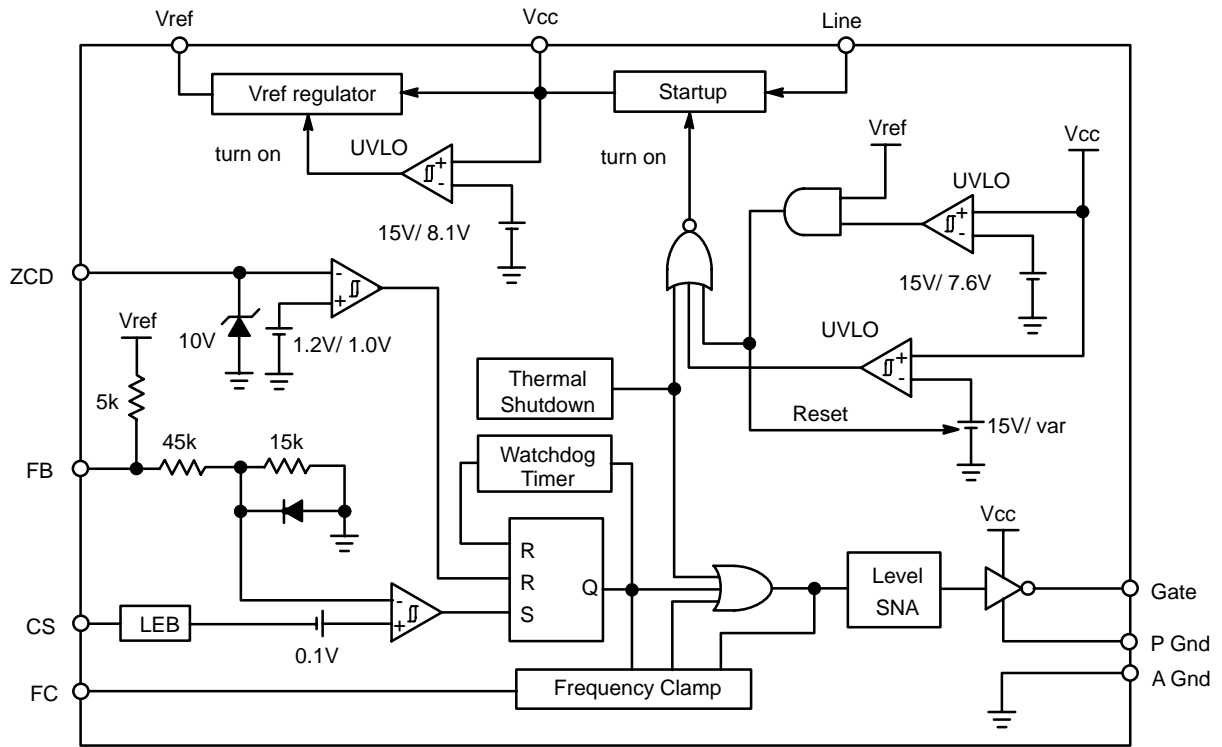 Vref
Vcc
Line
Vref regulator
Startup
Vref
Vcc
turn on
UVLO
turn on
UVLO
+
-
+
-
15V/ 8.1V
15V/ 7.6V
ZCD
-
+
Vref
10V
1.2V/ 1.0V
UVLO
+
-
5k
Thermal
Shutdown
Reset
15V/ var
45k
15k
FB
Watchdog
Timer
Vcc
R
R
S
Q
Level
SNA
Gate
-
+
CS
LEB
0.1V
P Gnd
A Gnd
FC
Frequency Clamp